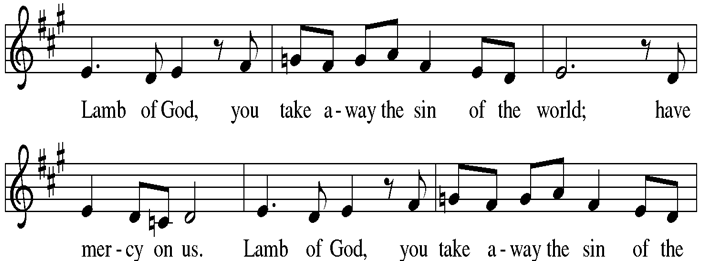 Lamb of God, you take a-way the sin of the world; have
mer-cy on us. Lamb of God, you take a-way the sin of the